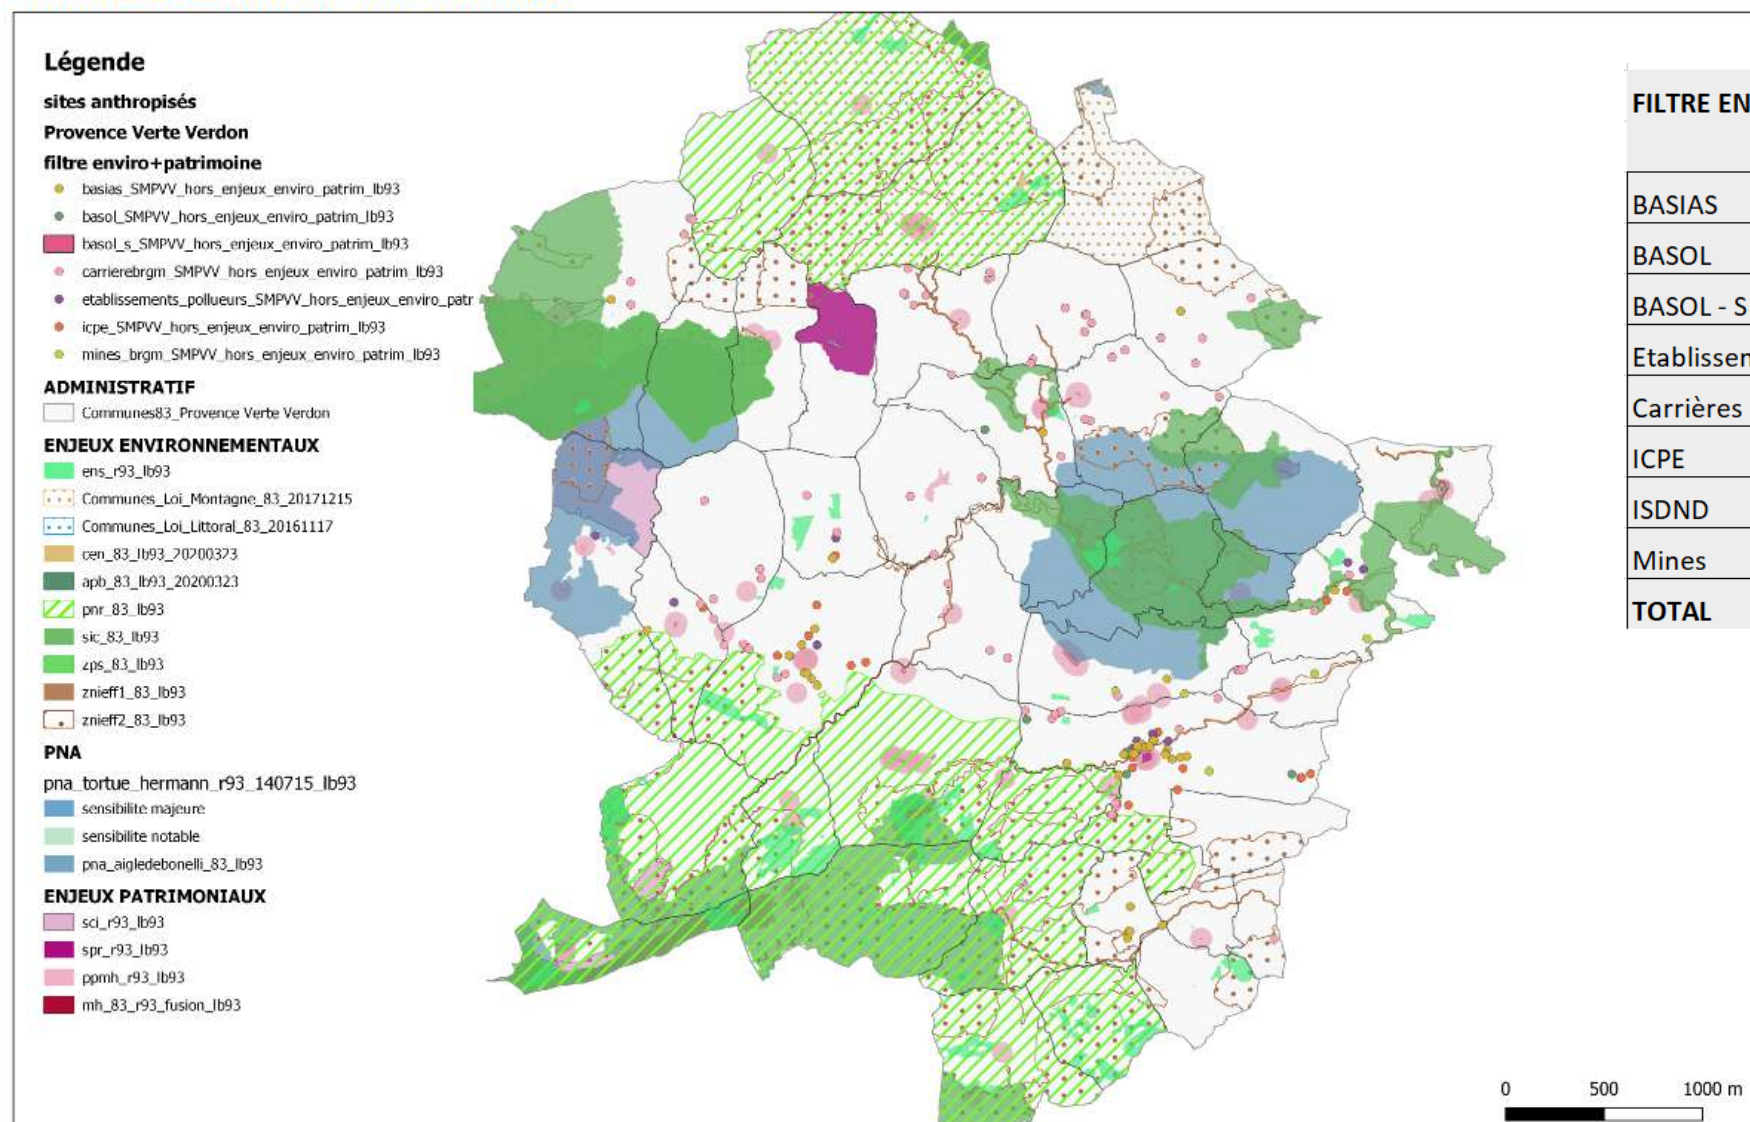 Légende
sites anthropisés
Provence Verte Verdon
filtre enviro+patrimoine
basias_SMPVV_hors_enjeux_enviro_patrim_lb93
basol_SMPVV_hors_enjeux_enviro_patrim_lb93
basol_s_SMPVV_hors_enjeux_enviro_patrim_lb93
carrierebrgm_SMPVV_hors_enjeux_enviro_patrim_lb93
etablissements_pollueurs_SMPVV_hors_enjeux_enviro_patr
icpe_SMPVV_hors_enjeux_enviro_patrim_lb93
mines_brgm_SMPVV_hors_enjeux_enviro_patrim_lb93
ADMINISTRATIF
Communes83_Provence Verte Verdon
ENJEUX ENVIRONNEMENTAUX
ens_r93_lb93
Communes_Loi_Montagne_83_20171215
Communes_Loi_Littoral_83_20161117
cen_83_lb93_20200323
apb_83_lb93_20200323
pnr_83_lb93
sic_83_lb93
zps_83_lb93
znieff1_83_lb93
znieff2_83_lb93
PNA
pna_tortue_hermann_r93_140715_lb93
sensibilite majeure
sensibilite notable
pna_aigledebonelli_83_lb93
ENJEUX PATRIMONIAUX
sci_r93_lb93
spr_r93_lb93
ppmh_r93_lb93
mh_83_r93_fusion_lb93
FILTRE EN
BASIAS
BASOL
BASOL - S
Etablissen
Carrières
ICPE
ISDND
Mines
TOTAL
0 500 1000 m